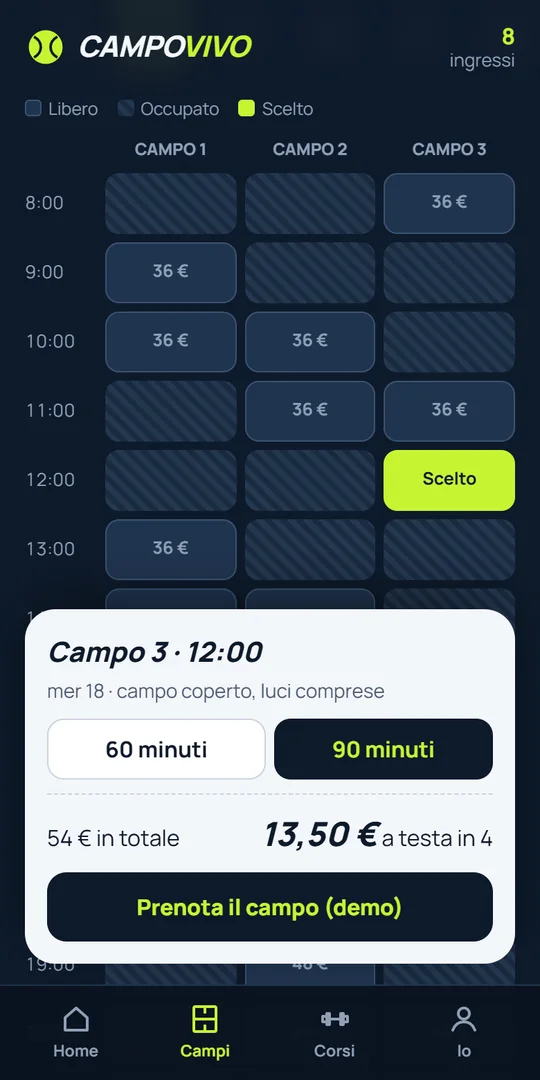 CAMPOVIVO
8
ingressi
Libero Occupato Scelto
CAMPO 1 CAMPO 2 CAMPO 3
8:00 36 €
9:00 36 €
10:00 36 € 36 €
11:00 36 € 36 €
12:00 Scelto
13:00 36 €
Campo 3 · 12:00
mer 18 · campo coperto, luci comprese
60 minuti 90 minuti
54 € in totale 13,50 € a testa in 4
Prenota il campo (demo)
19:00
Home Campi Corsi Io